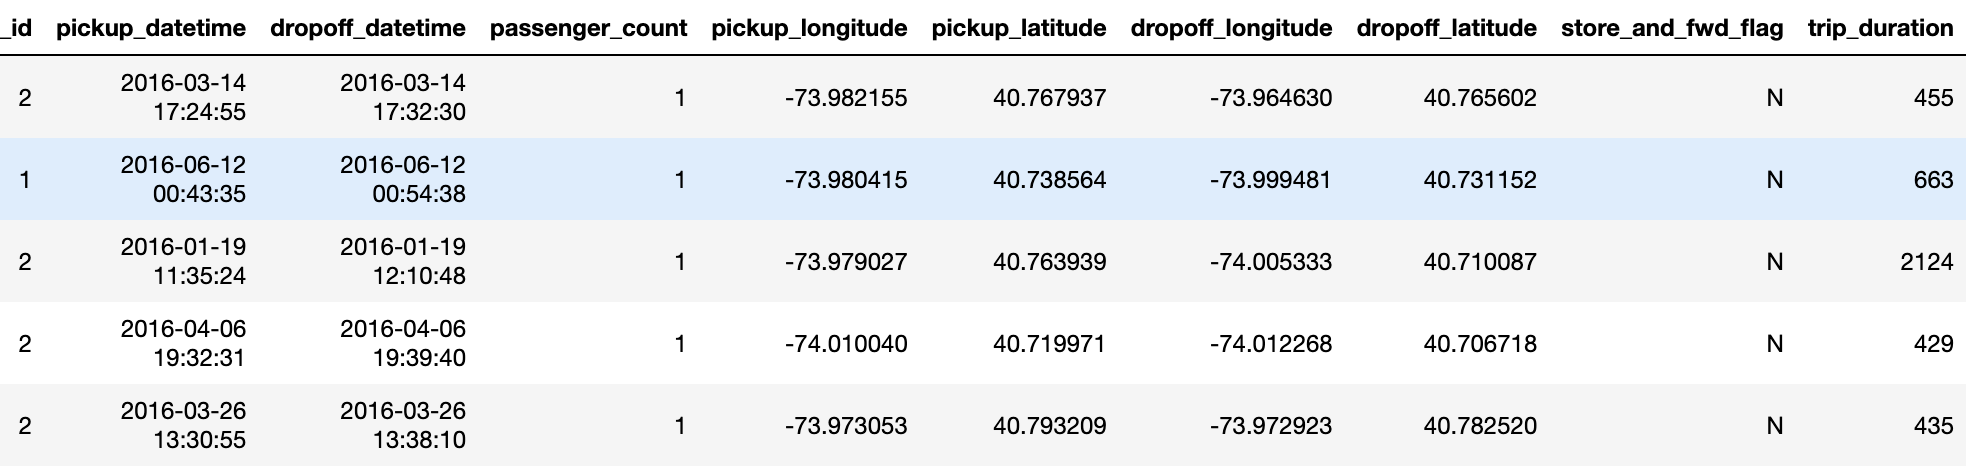 _id pickup_datetime dropoff_datetime passenger_count pickup_longitude pickup_latitude dropoff_longitude dropoff_latitude store_and_fwd_flag trip_duration
2 2016-03-14 17:24:55 2016-03-14 17:32:30 1 -73.982155 40.767937 -73.964630 40.765602 N 455
1 2016-06-12 00:43:35 2016-06-12 00:54:38 1 -73.980415 40.738564 -73.999481 40.731152 N 663
2 2016-01-19 11:35:24 2016-01-19 12:10:48 1 -73.979027 40.763939 -74.005333 40.710087 N 2124
2 2016-04-06 19:32:31 2016-04-06 19:39:40 1 -74.010040 40.719971 -74.012268 40.706718 N 429
2 2016-03-26 13:30:55 2016-03-26 13:38:10 1 -73.973053 40.793209 -73.972923 40.782520 N 435